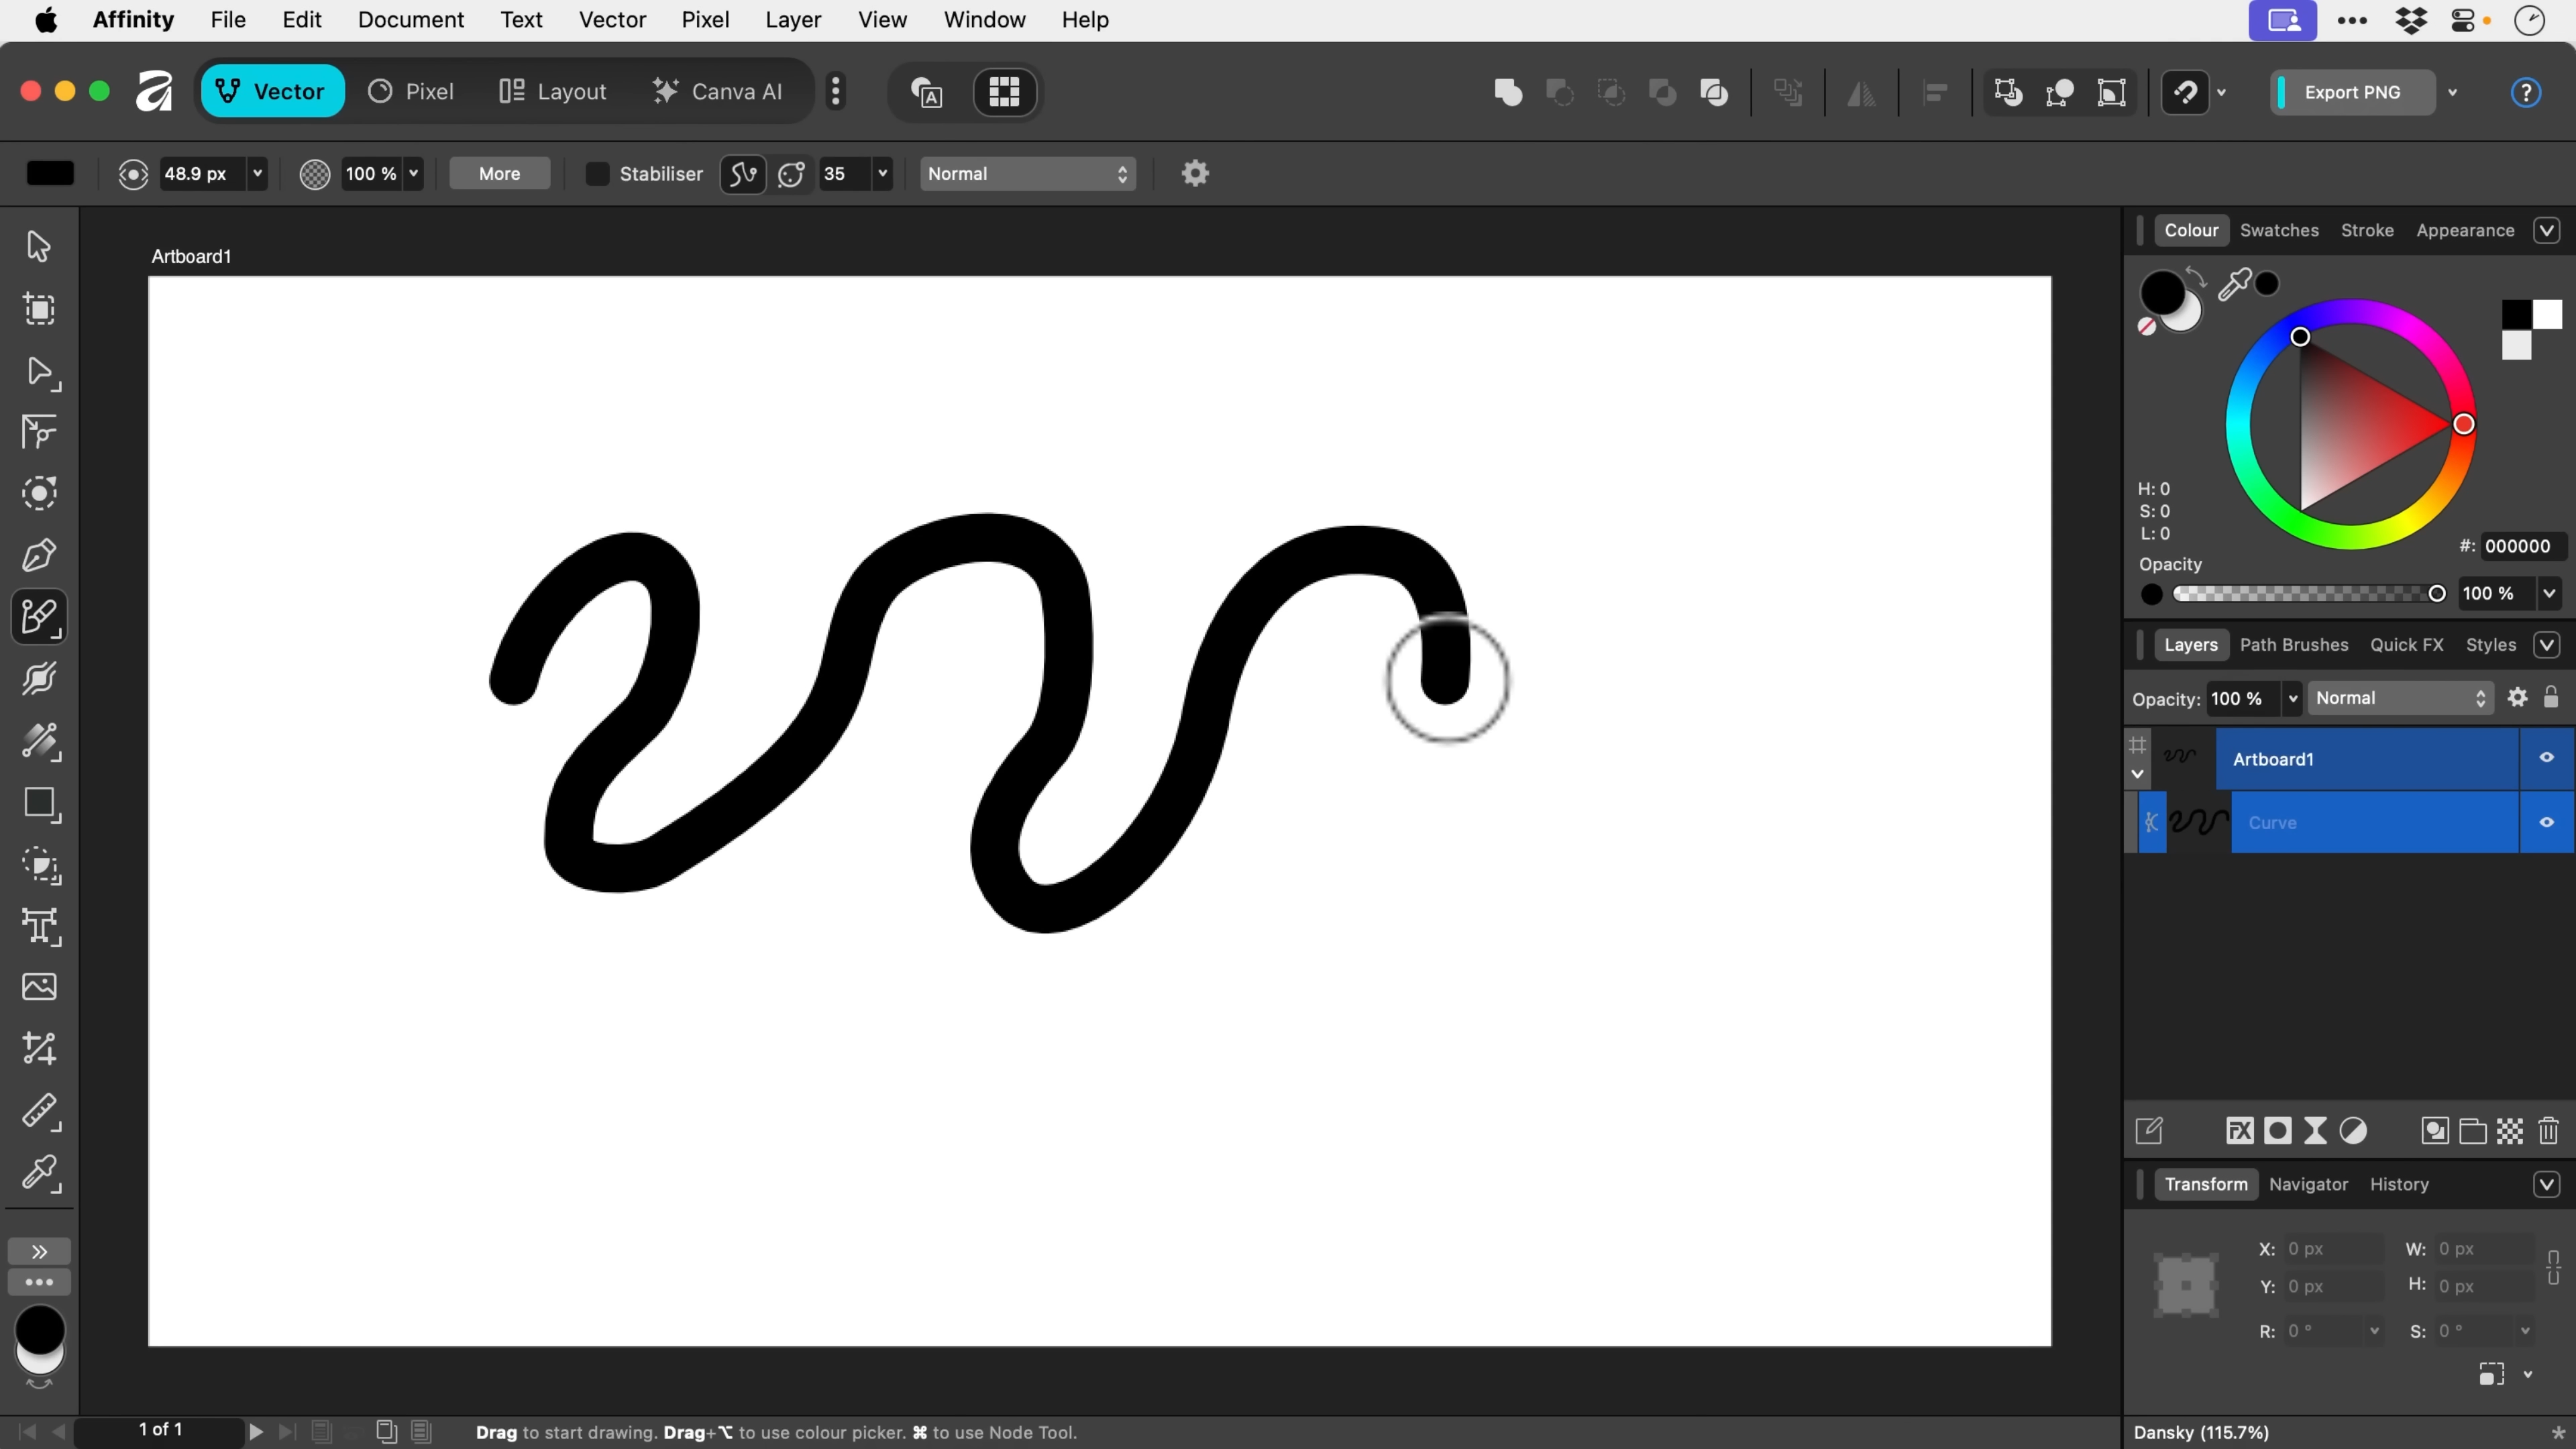 Affinity File Edit Document Text Vector Pixel Layer View Window Help
Vector Pixel Layout Canva AI A Export PNG ?
48.9 px 100 % More Stabiliser 35 Normal
Artboard1
Colour Swatches Stroke Appearance
H: 0
S: 0
L: 0
#: 000000
Opacity
100 %
Layers Path Brushes Quick FX Styles
Opacity: 100 % Normal
Artboard1
Curve
FX
Transform Navigator History
X: 0 px W: 0 px
Y: 0 px H: 0 px
R: 0 ° S: 0 °
1 of 1 Drag to start drawing. Drag+⌥ to use colour picker. ⌘ to use Node Tool. Dansky (115.7%) *